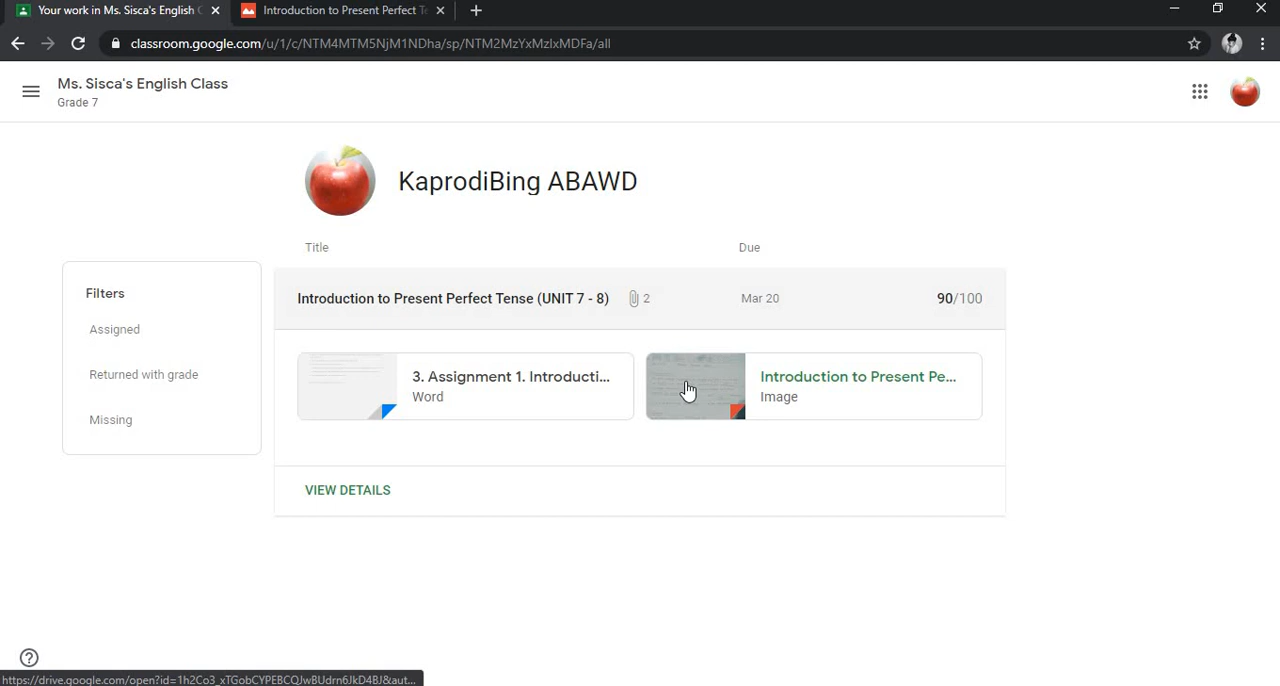 Your work in Ms. Sisca's English
Introduction to Present Perfect Te
classroom.google.com/u/1/c/NTM4MTM5NjM1NDha/sp/NTM2MzYxMzIxMDFa/all
Ms. Sisca's English Class
Grade 7
KaprodiBing ABAWD
Title Due
Filters
Assigned
Returned with grade
Missing
Introduction to Present Perfect Tense (UNIT 7 - 8) 2 Mar 20 90/100
3. Assignment 1. Introducti...
Word
Introduction to Present Pe...
Image
VIEW DETAILS
https://drive.google.com/open?id=1h2Co3_xTGobCYPEBCQJwBUdrn6JkD4BJ&aut...